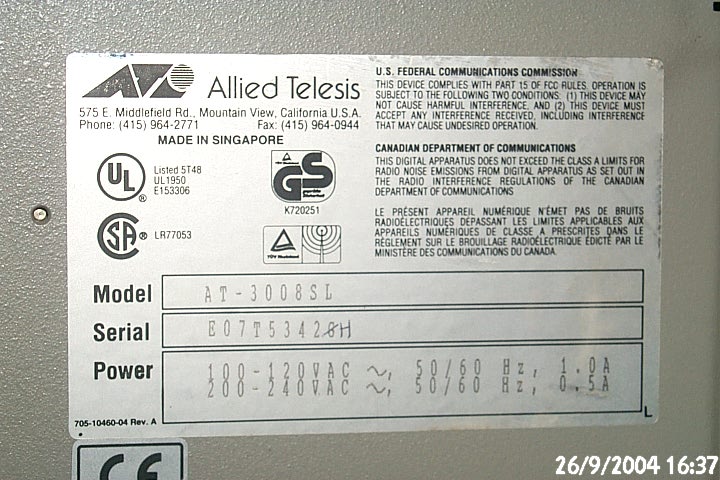 Allied Telesis
575 E. Middlefield Rd., Mountain View, California U.S.A.
Phone: (415) 964-2771 Fax: (415) 964-0944
MADE IN SINGAPORE
UL
Listed 5T48
UL1950
E153306
GS
K720251
SA
LR77053
TÜV Rheinland
U.S. FEDERAL COMMUNICATIONS COMMISSION
THIS DEVICE COMPLIES WITH PART 15 OF FCC RULES. OPERATION IS
SUBJECT TO THE FOLLOWING TWO CONDITIONS: (1) THIS DEVICE MAY
NOT CAUSE HARMFUL INTERFERENCE, AND (2) THIS DEVICE MUST
ACCEPT ANY INTERFERENCE RECEIVED, INCLUDING INTERFERENCE
THAT MAY CAUSE UNDESIRED OPERATION.
CANADIAN DEPARTMENT OF COMMUNICATIONS
THIS DIGITAL APPARATUS DOES NOT EXCEED THE CLASS A LIMITS FOR
RADIO NOISE EMISSIONS FROM DIGITAL APPARATUS AS SET OUT IN
THE RADIO INTERFERENCE REGULATIONS OF THE CANADIAN
DEPARTMENT OF COMMUNICATIONS
LE PRÉSENT APPAREIL NUMÉRIQUE N'ÉMET PAS DE BRUITS
RADIOÉLECTRIQUES DEPASSANT LES LIMITES APPLICABLES AUX
APPAREILS NUMÉRIQUES DE CLASSE A PRESCRITES DANS LE
RÈGLEMENT SUR LE BROUILLAGE RADIOÉLECTRIQUE ÉDICTÉ PAR LE
MINISTÈRE DES COMMUNICATIONS DU CANADA.
Model AT-3008SL
Serial E07T5342 H
Power 100-120VAC ~, 50/60 Hz, 1.0A
200-240VAC ~, 50/60 Hz, 0.5A
705-10460-04 Rev. A
L
CE
26/9/2004 16:37